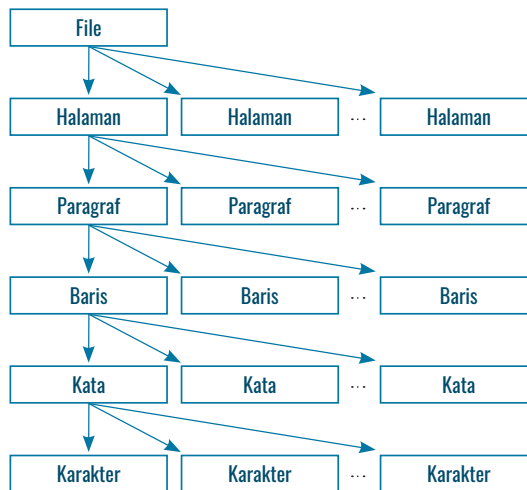 File
Halaman Halaman ... Halaman
Paragraf Paragraf ... Paragraf
Baris Baris ... Baris
Kata Kata ... Kata
Karakter Karakter ... Karakter